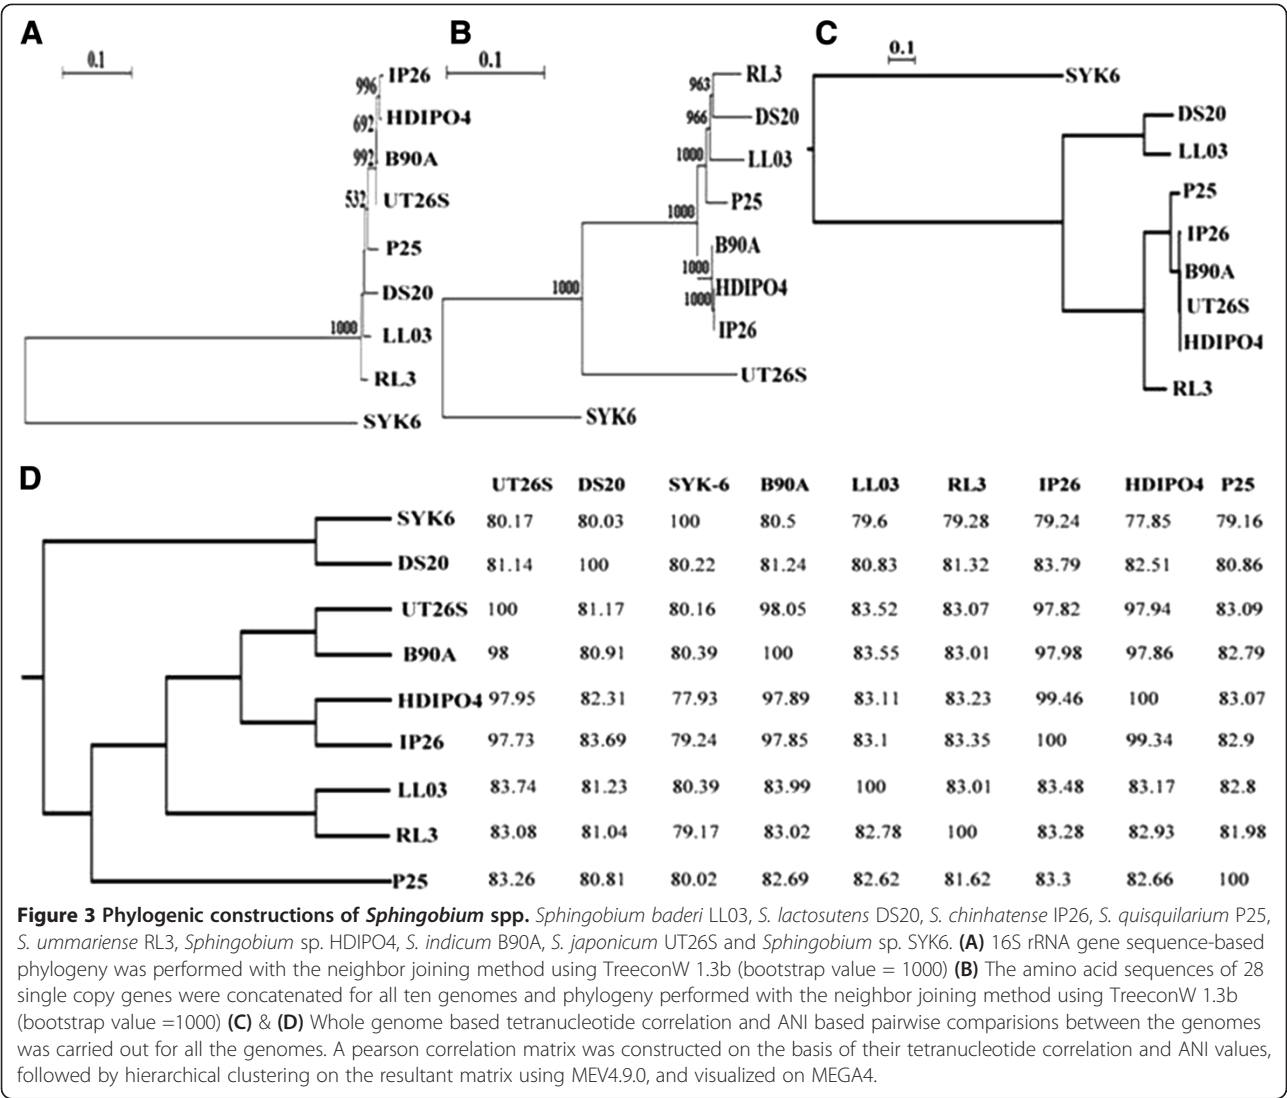 A
0.1
996
IP26
692
HDIPO4
992
B90A
532
UT26S
P25
DS20
1000
LL03
RL3
SYK6
B
0.1
963
RL3
966
DS20
1000
LL03
P25
1000
B90A
1000
HDIPO4
1000
IP26
1000
UT26S
SYK6
C
0.1
SYK6
DS20
LL03
P25
IP26
B90A
UT26S
HDIPO4
RL3
D
UT26S DS20 SYK-6 B90A LL03 RL3 IP26 HDIPO4 P25
SYK6 80.17 80.03 100 80.5 79.6 79.28 79.24 77.85 79.16
DS20 81.14 100 80.22 81.24 80.83 81.32 83.79 82.51 80.86
UT26S 100 81.17 80.16 98.05 83.52 83.07 97.82 97.94 83.09
B90A 98 80.91 80.39 100 83.55 83.01 97.98 97.86 82.79
HDIPO4 97.95 82.31 77.93 97.89 83.11 83.23 99.46 100 83.07
IP26 97.73 83.69 79.24 97.85 83.1 83.35 100 99.34 82.9
LL03 83.74 81.23 80.39 83.99 100 83.01 83.48 83.17 82.8
RL3 83.08 81.04 79.17 83.02 82.78 100 83.28 82.93 81.98
P25 83.26 80.81 80.02 82.69 82.62 81.62 83.3 82.66 100
Figure 3 Phylogenic constructions of Sphingobium spp. Sphingobium baderi LL03, S. lactosutens DS20, S. chinhatense IP26, S. quisquilarium P25,
S. ummariense RL3, Sphingobium sp. HDIPO4, S. indicum B90A, S. japonicum UT26S and Sphingobium sp. SYK6. (A) 16S rRNA gene sequence-based
phylogeny was performed with the neighbor joining method using TreeconW 1.3b (bootstrap value = 1000) (B) The amino acid sequences of 28
single copy genes were concatenated for all ten genomes and phylogeny performed with the neighbor joining method using TreeconW 1.3b
(bootstrap value =1000) (C) & (D) Whole genome based tetranucleotide correlation and ANI based pairwise comparisions between the genomes
was carried out for all the genomes. A pearson correlation matrix was constructed on the basis of their tetranucleotide correlation and ANI values,
followed by hierarchical clustering on the resultant matrix using MEV4.9.0, and visualized on MEGA4.